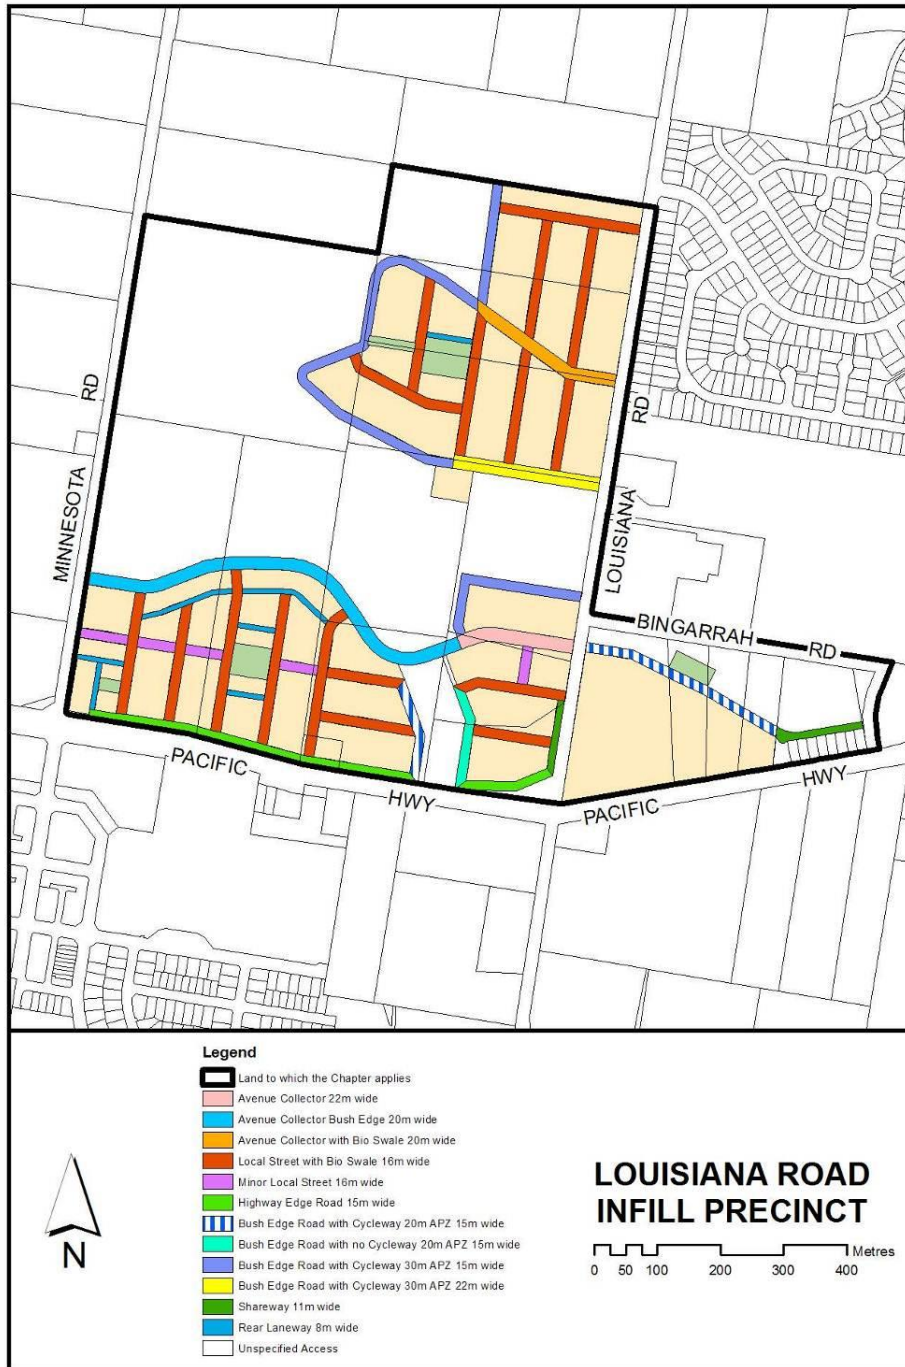 MINNESOTA
RD
LOUISIANA
RD
BINGARRAH
RD
PACIFIC
HWY
PACIFIC
HWY
Legend
Land to which the Chapter applies
Avenue Collector 22m wide
Avenue Collector Bush Edge 20m wide
Avenue Collector with Bio Swale 20m wide
Local Street with Bio Swale 16m wide
Minor Local Street 16m wide
Highway Edge Road 15m wide
Bush Edge Road with Cycleway 20m APZ 15m wide
Bush Edge Road with no Cycleway 20m APZ 15m wide
Bush Edge Road with Cycleway 30m APZ 15m wide
Bush Edge Road with Cycleway 30m APZ 22m wide
Shareway 11m wide
Rear Laneway 8m wide
Unspecified Access
N
LOUISIANA ROAD
INFILL PRECINCT
Metres
0 50 100 200 300 400